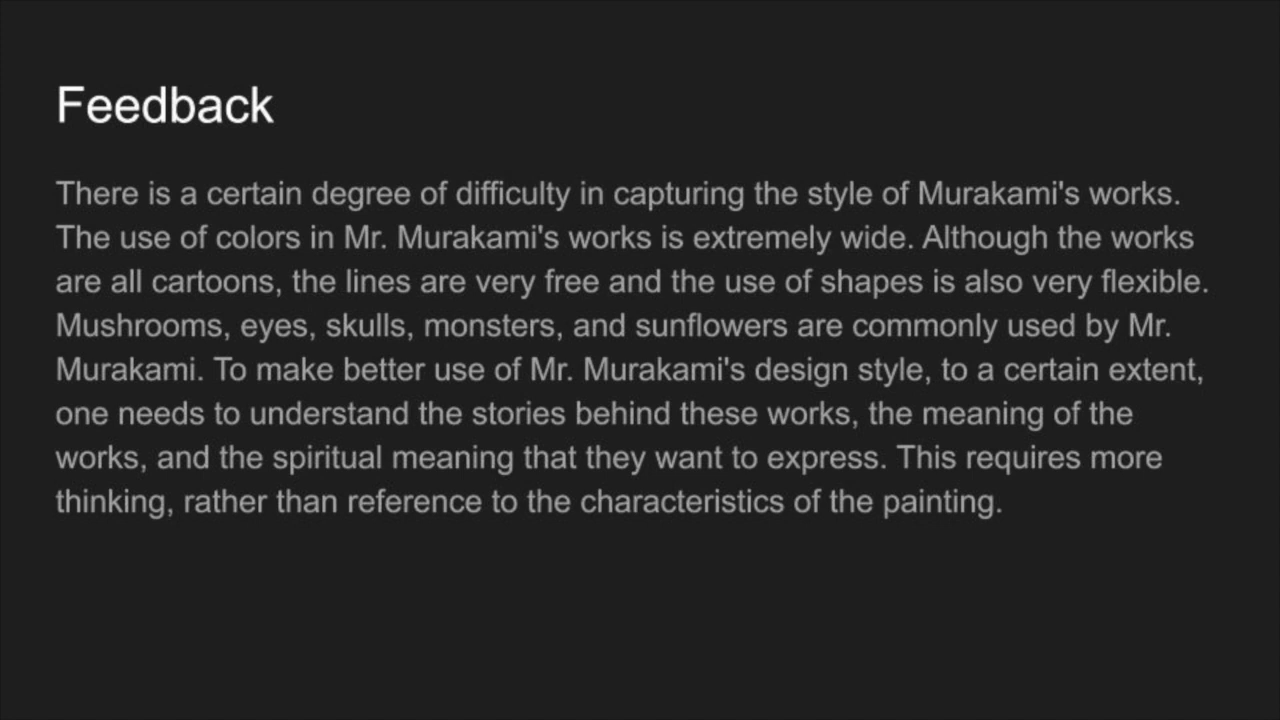 Feedback
There is a certain degree of difficulty in capturing the style of Murakami's works.
The use of colors in Mr. Murakami's works is extremely wide. Although the works
are all cartoons, the lines are very free and the use of shapes is also very flexible.
Mushrooms, eyes, skulls, monsters, and sunflowers are commonly used by Mr.
Murakami. To make better use of Mr. Murakami's design style, to a certain extent,
one needs to understand the stories behind these works, the meaning of the
works, and the spiritual meaning that they want to express. This requires more
thinking, rather than reference to the characteristics of the painting.